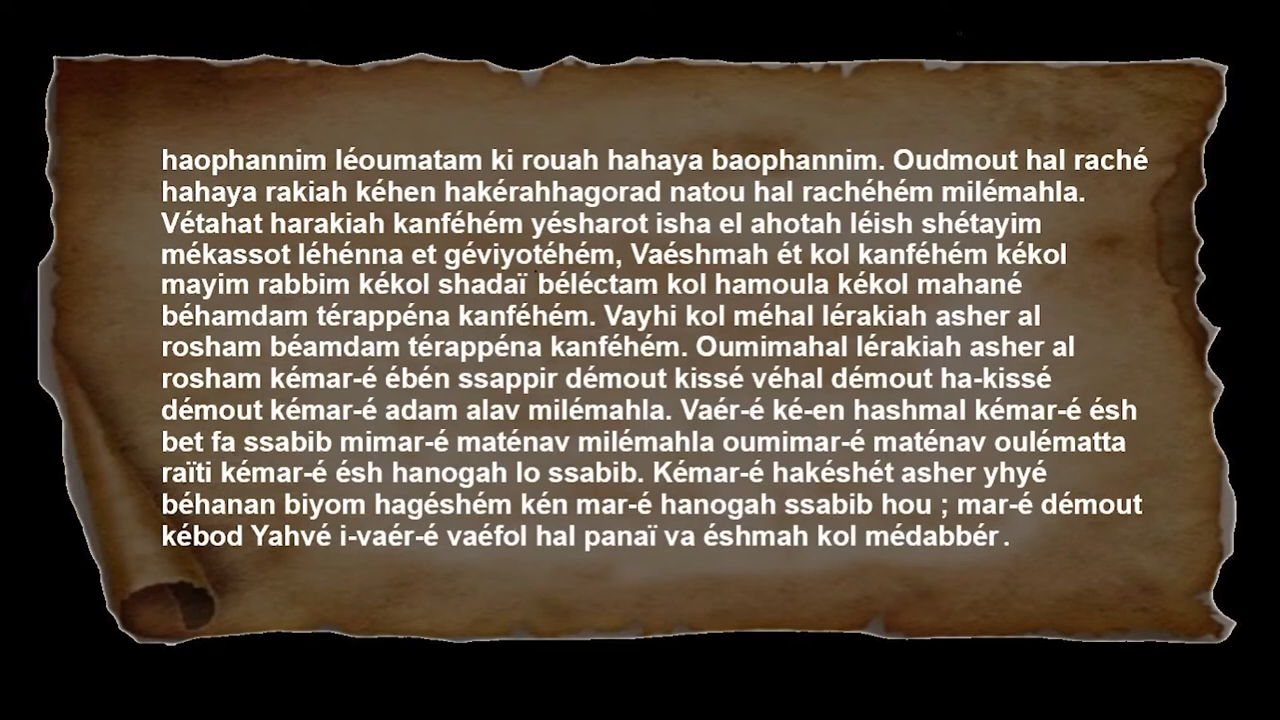 haophannim léoumatam ki rouah hahaya baophannim. Oudmout hal raché
hahaya rakiah kéhen hakérahhagorad natou hal rachéhém milémahla.
Vétahat harakiah kanféhém yésharot isha el ahotah léish shétayim
mékassot léhénna et géviyotéhém, Vaéshmah ét kol kanféhém kékol
mayim rabbim kékol shadaï béléctam kol hamoula kékol mahané
béhamdam térappéna kanféhém. Vayhi kol méhal lérakiah asher al
rosham béamdam térappéna kanféhém. Oumimahal lérakiah asher al
rosham kémar-é ébén ssappir démout kissé véhal démout ha-kissé
démout kémar-é adam alav milémahla. Vaér-é ké-en hashmal kémar-é ésh
bet fa ssabib mimar-é maténav milémahla oumimar-é maténav oulématta
raïti kémar-é ésh hanogah lo ssabib. Kémar-é hakéshét asher yhyé
béhanan biyom hagéshém kén mar-é hanogah ssabib hou ; mar-é démout
kébod Yahvé i-vaér-é vaéfol hal panaï va éshmah kol médabbér.